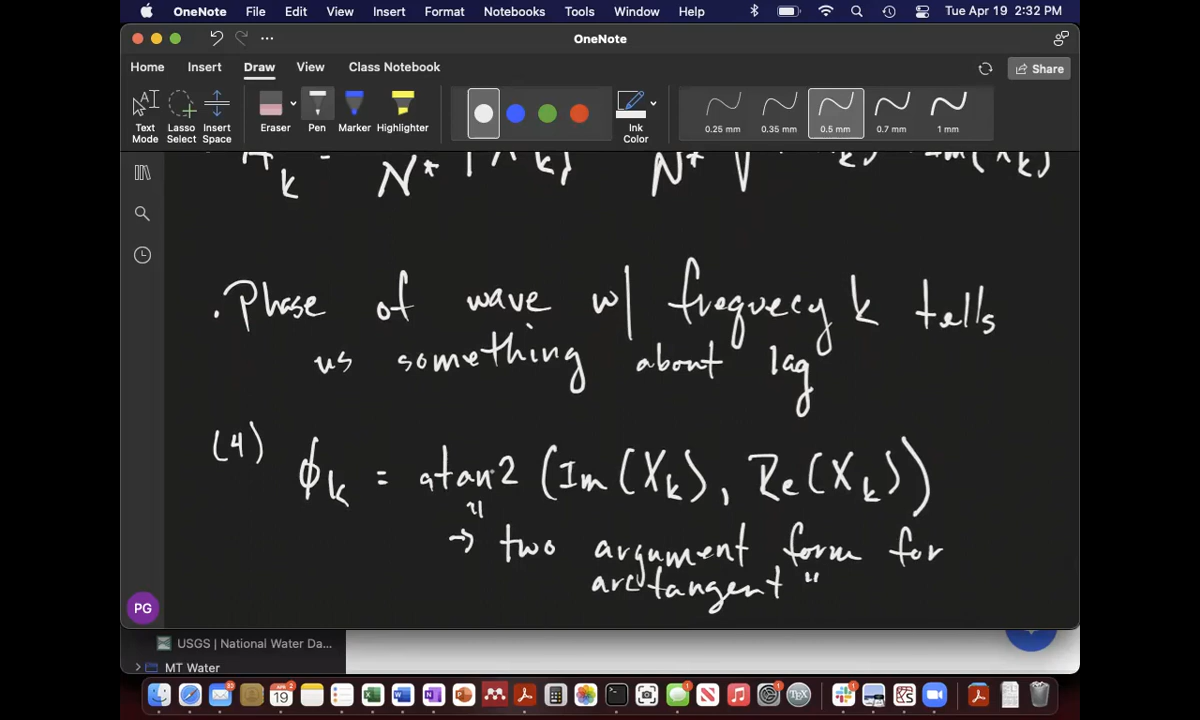 OneNote File Edit View Insert Format Notebooks Tools Window Help Tue Apr 19 2:32 PM
OneNote
Home Insert Draw View Class Notebook Share
Text Mode Lasso Select Insert Space Eraser Pen Marker Highlighter Ink Color 0.25 mm 0.35 mm 0.5 mm 0.7 mm 1 mm
k N* k) N* k) (Xk)
. Phase of wave w/ frequecy k tells
us something about lag
(4) ϕk = atan2 (Im(Xk), Re(Xk))
"
→ two argument form for
arctangent "
PG
USGS | National Water Da...
MT Water